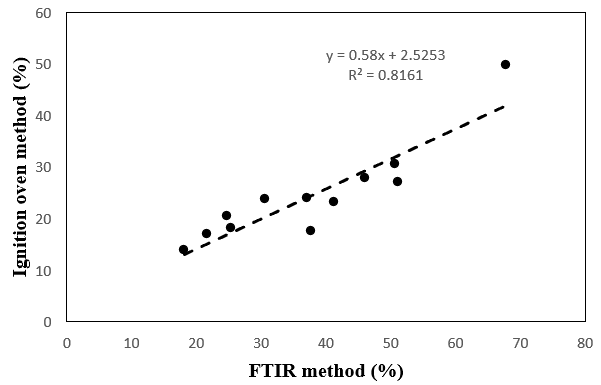 60
50
40
30
20
10
0
Ignition oven method (%)
y = 0.58x + 2.5253
R² = 0.8161
0 10 20 30 40 50 60 70 80
FTIR method (%)